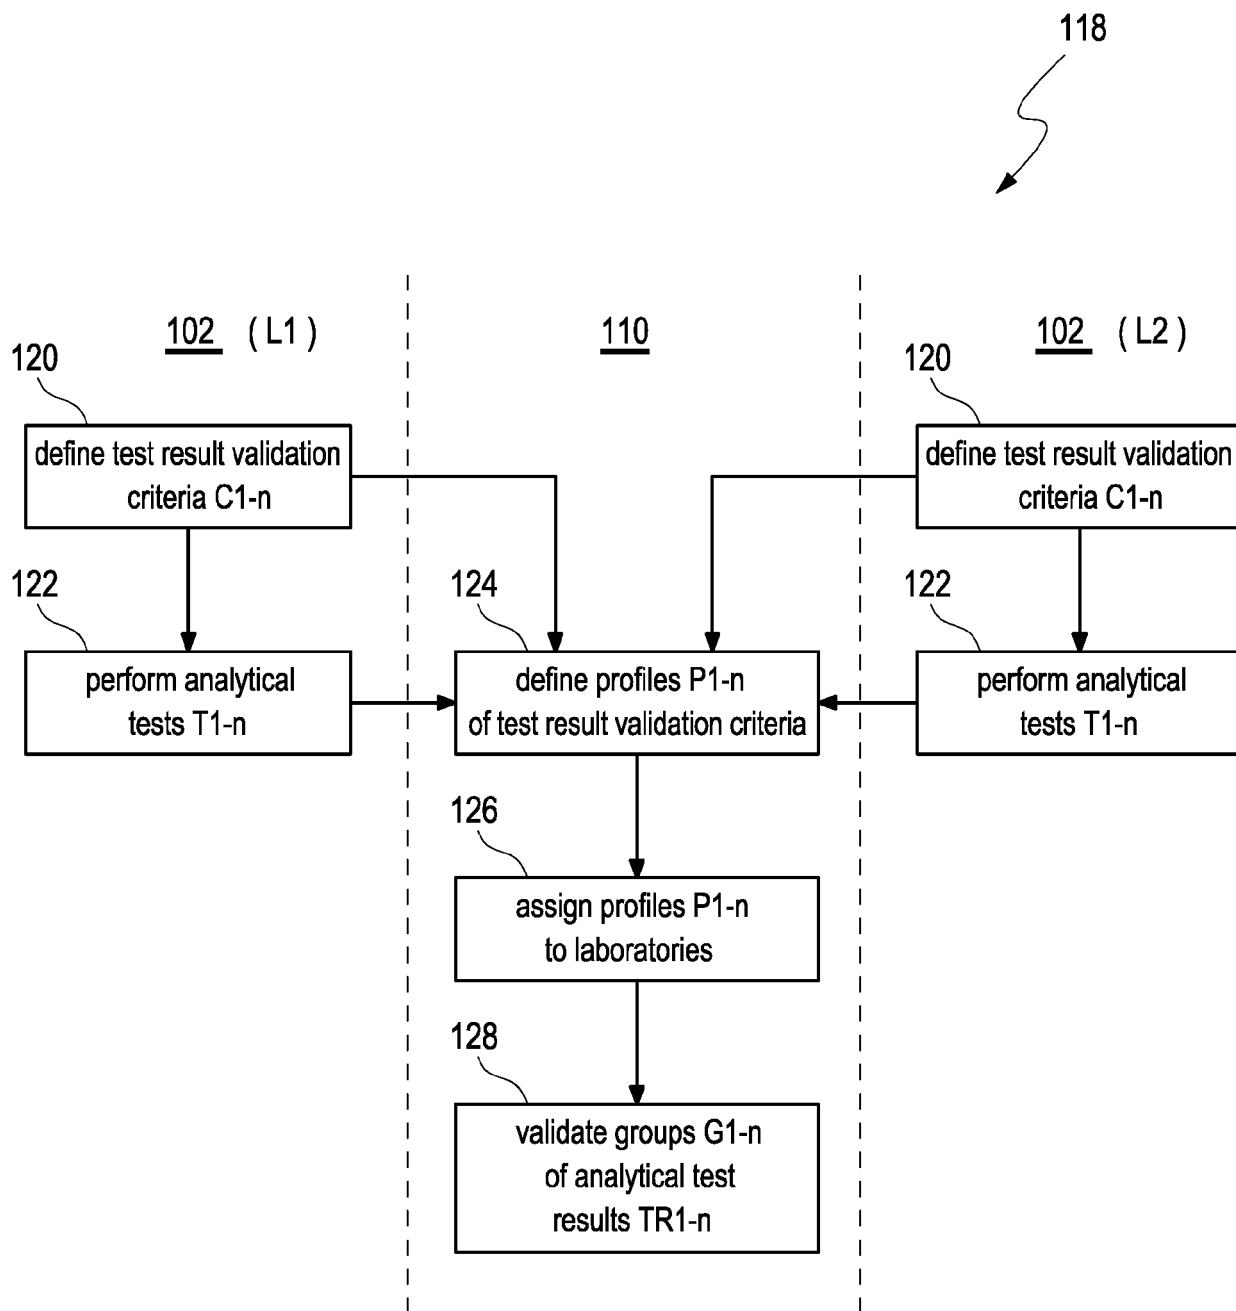 118
102 ( L1 )
110
102 ( L2 )
120
120
define test result validation
criteria C1-n
define test result validation
criteria C1-n
122
124
122
perform analytical
tests T1-n
define profiles P1-n
of test result validation criteria
perform analytical
tests T1-n
126
assign profiles P1-n
to laboratories
128
validate groups G1-n
of analytical test
results TR1-n